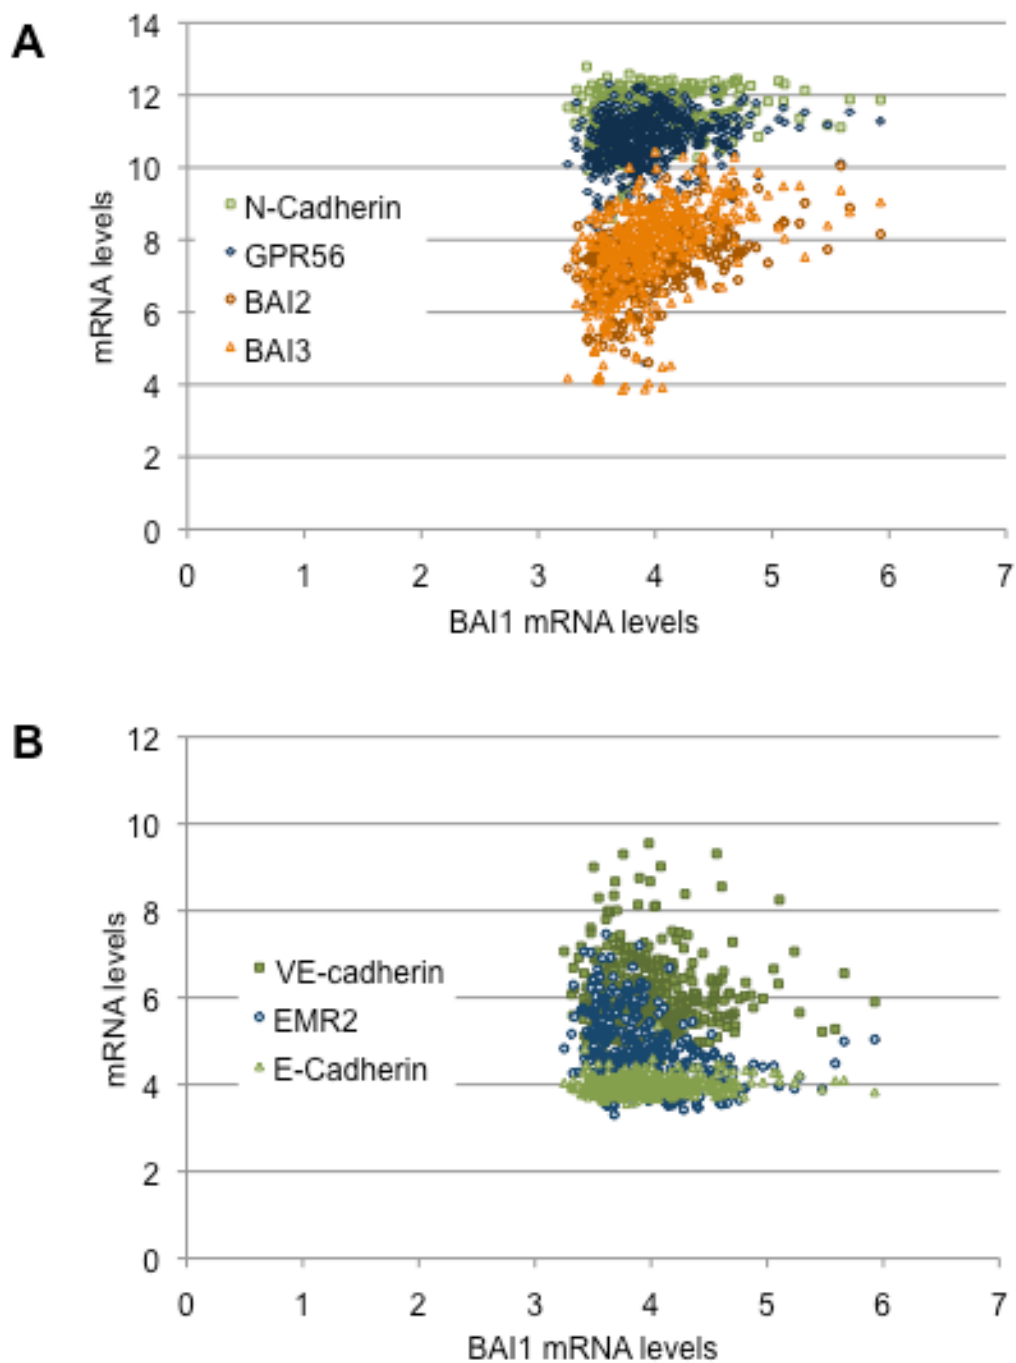 A
14
12
10
8
6
4
2
0
mRNA levels
N-Cadherin
GPR56
BAI2
BAI3
0 1 2 3 4 5 6 7
BAI1 mRNA levels
B
12
10
8
6
4
2
0
mRNA levels
VE-cadherin
EMR2
E-Cadherin
0 1 2 3 4 5 6 7
BAI1 mRNA levels